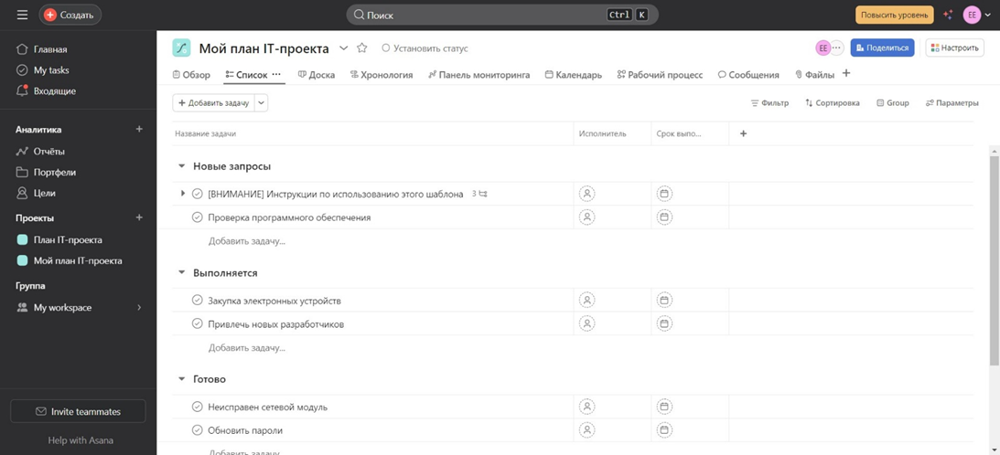 Создать
Поиск
Ctrl K
Повысить уровень
EE
Главная
My tasks
Входящие
Аналитика
Отчёты
Портфели
Цели
Проекты
План IT-проекта
Мой план IT-проекта
Группа
My workspace
Invite teammates
Help with Asana
Мой план IT-проекта
Установить статус
EE
Поделиться
Настроить
Обзор
Список
Доска
Хронология
Панель мониторинга
Календарь
Рабочий процесс
Сообщения
Файлы
+ Добавить задачу
Фильтр
Сортировка
Group
Параметры
Название задачи
Исполнитель
Срок выпо...
Новые запросы
[ВНИМАНИЕ] Инструкции по использованию этого шаблона 3
Проверка программного обеспечения
Добавить задачу...
Выполняется
Закупка электронных устройств
Привлечь новых разработчиков
Добавить задачу...
Готово
Неисправен сетевой модуль
Обновить пароли
Добавить задачу...